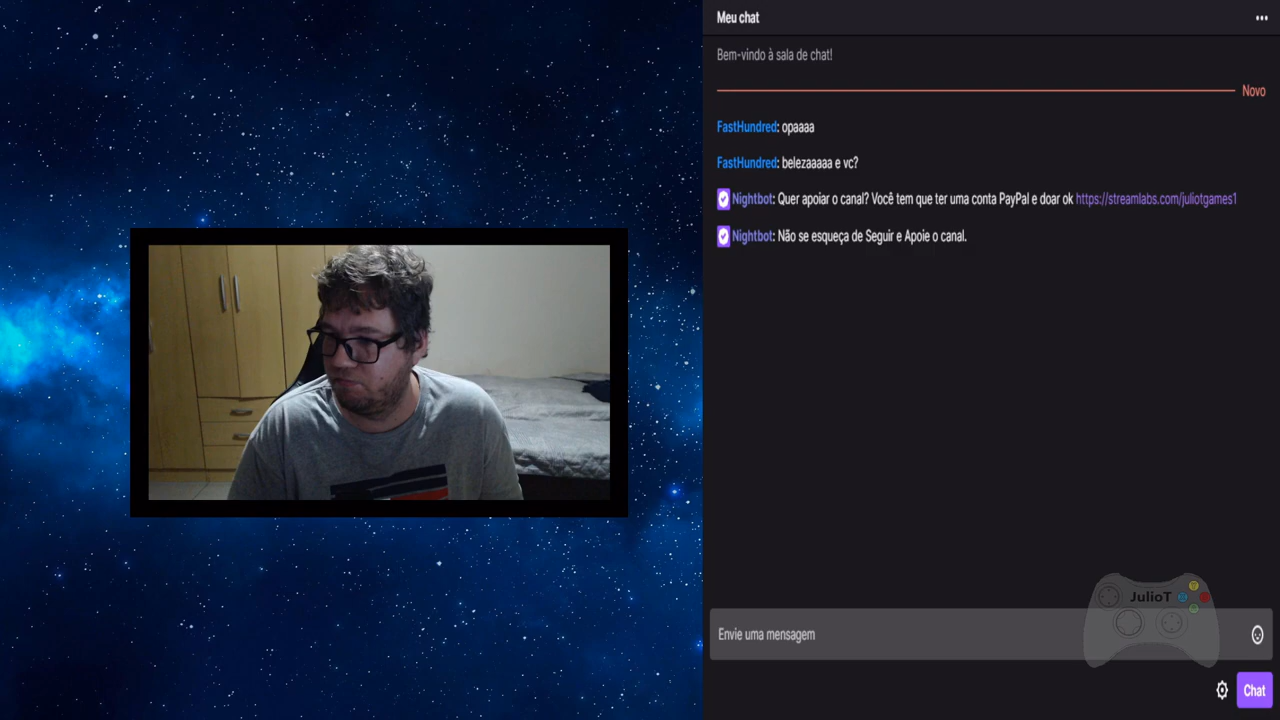 Meu chat
Bem-vindo à sala de chat!
Novo
FastHundred: opaaaa
FastHundred: belezaaaaa e vc?
Nightbot: Quer apoiar o canal? Você tem que ter uma conta PayPal e doar ok https://streamlabs.com/juliotgames1
Nightbot: Não se esqueça de Seguir e Apoie o canal.
JulioT
Envie uma mensagem
Chat